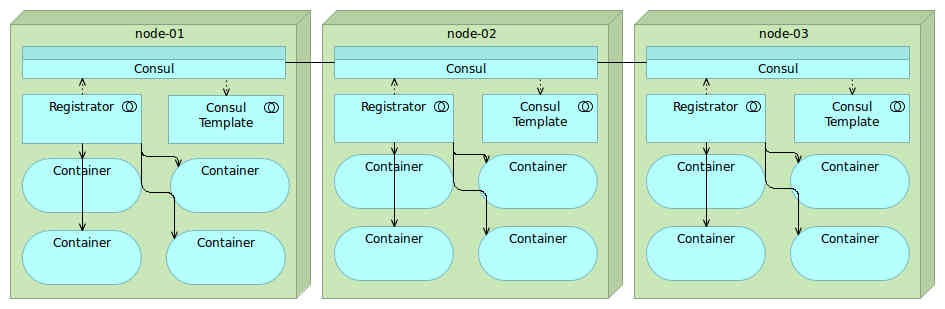 node-01
node-02
node-03
Consul
Consul
Consul
Registrator
Consul
Template
Registrator
Consul
Template
Registrator
Consul
Template
Container
Container
Container
Container
Container
Container
Container
Container
Container
Container
Container
Container